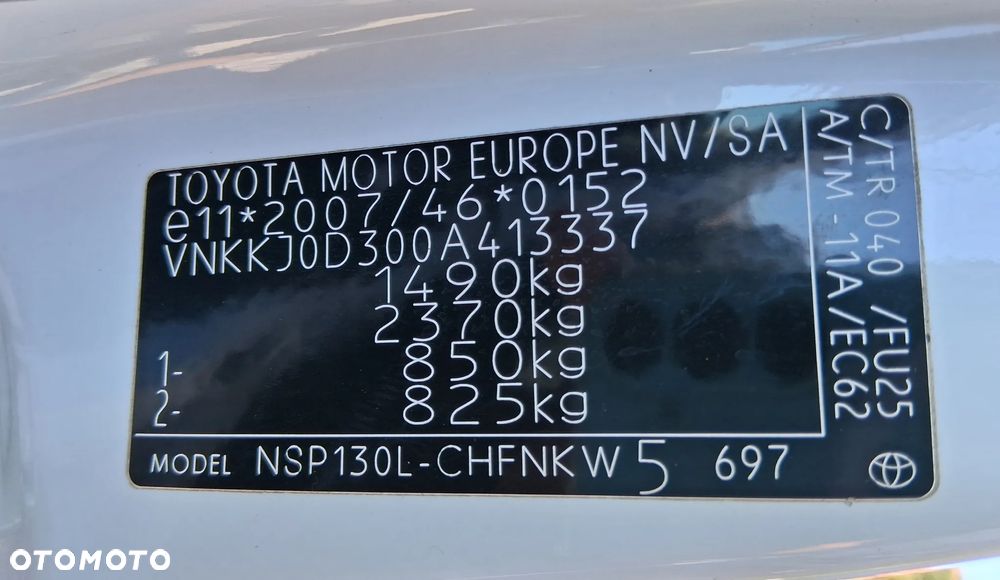 TOYOTA MOTOR EUROPE NV/SA
e11*2007/46*0152
VNKKJ0D300A413337
1490kg
2370kg
1- 850kg
2- 825kg
C/TR 040 /FU25
A/TM -11A/EC62
MODEL NSP130L-CHFNKW 5 697
OTOMOTO